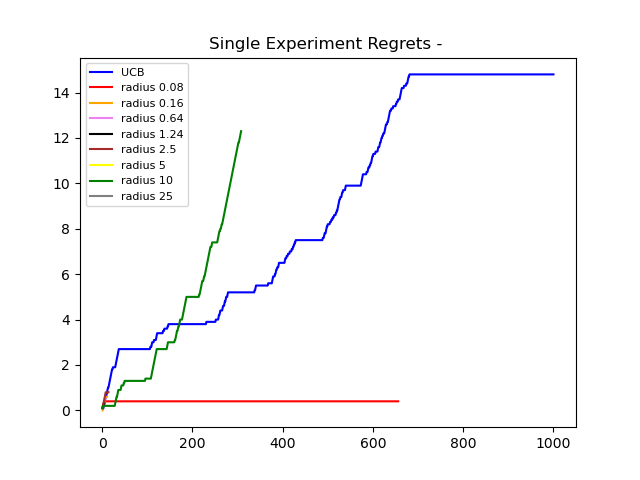 Single Experiment Regrets -
UCB
radius 0.08
radius 0.16
radius 0.64
radius 1.24
radius 2.5
radius 5
radius 10
radius 25
14
12
10
8
6
4
2
0
0 200 400 600 800 1000